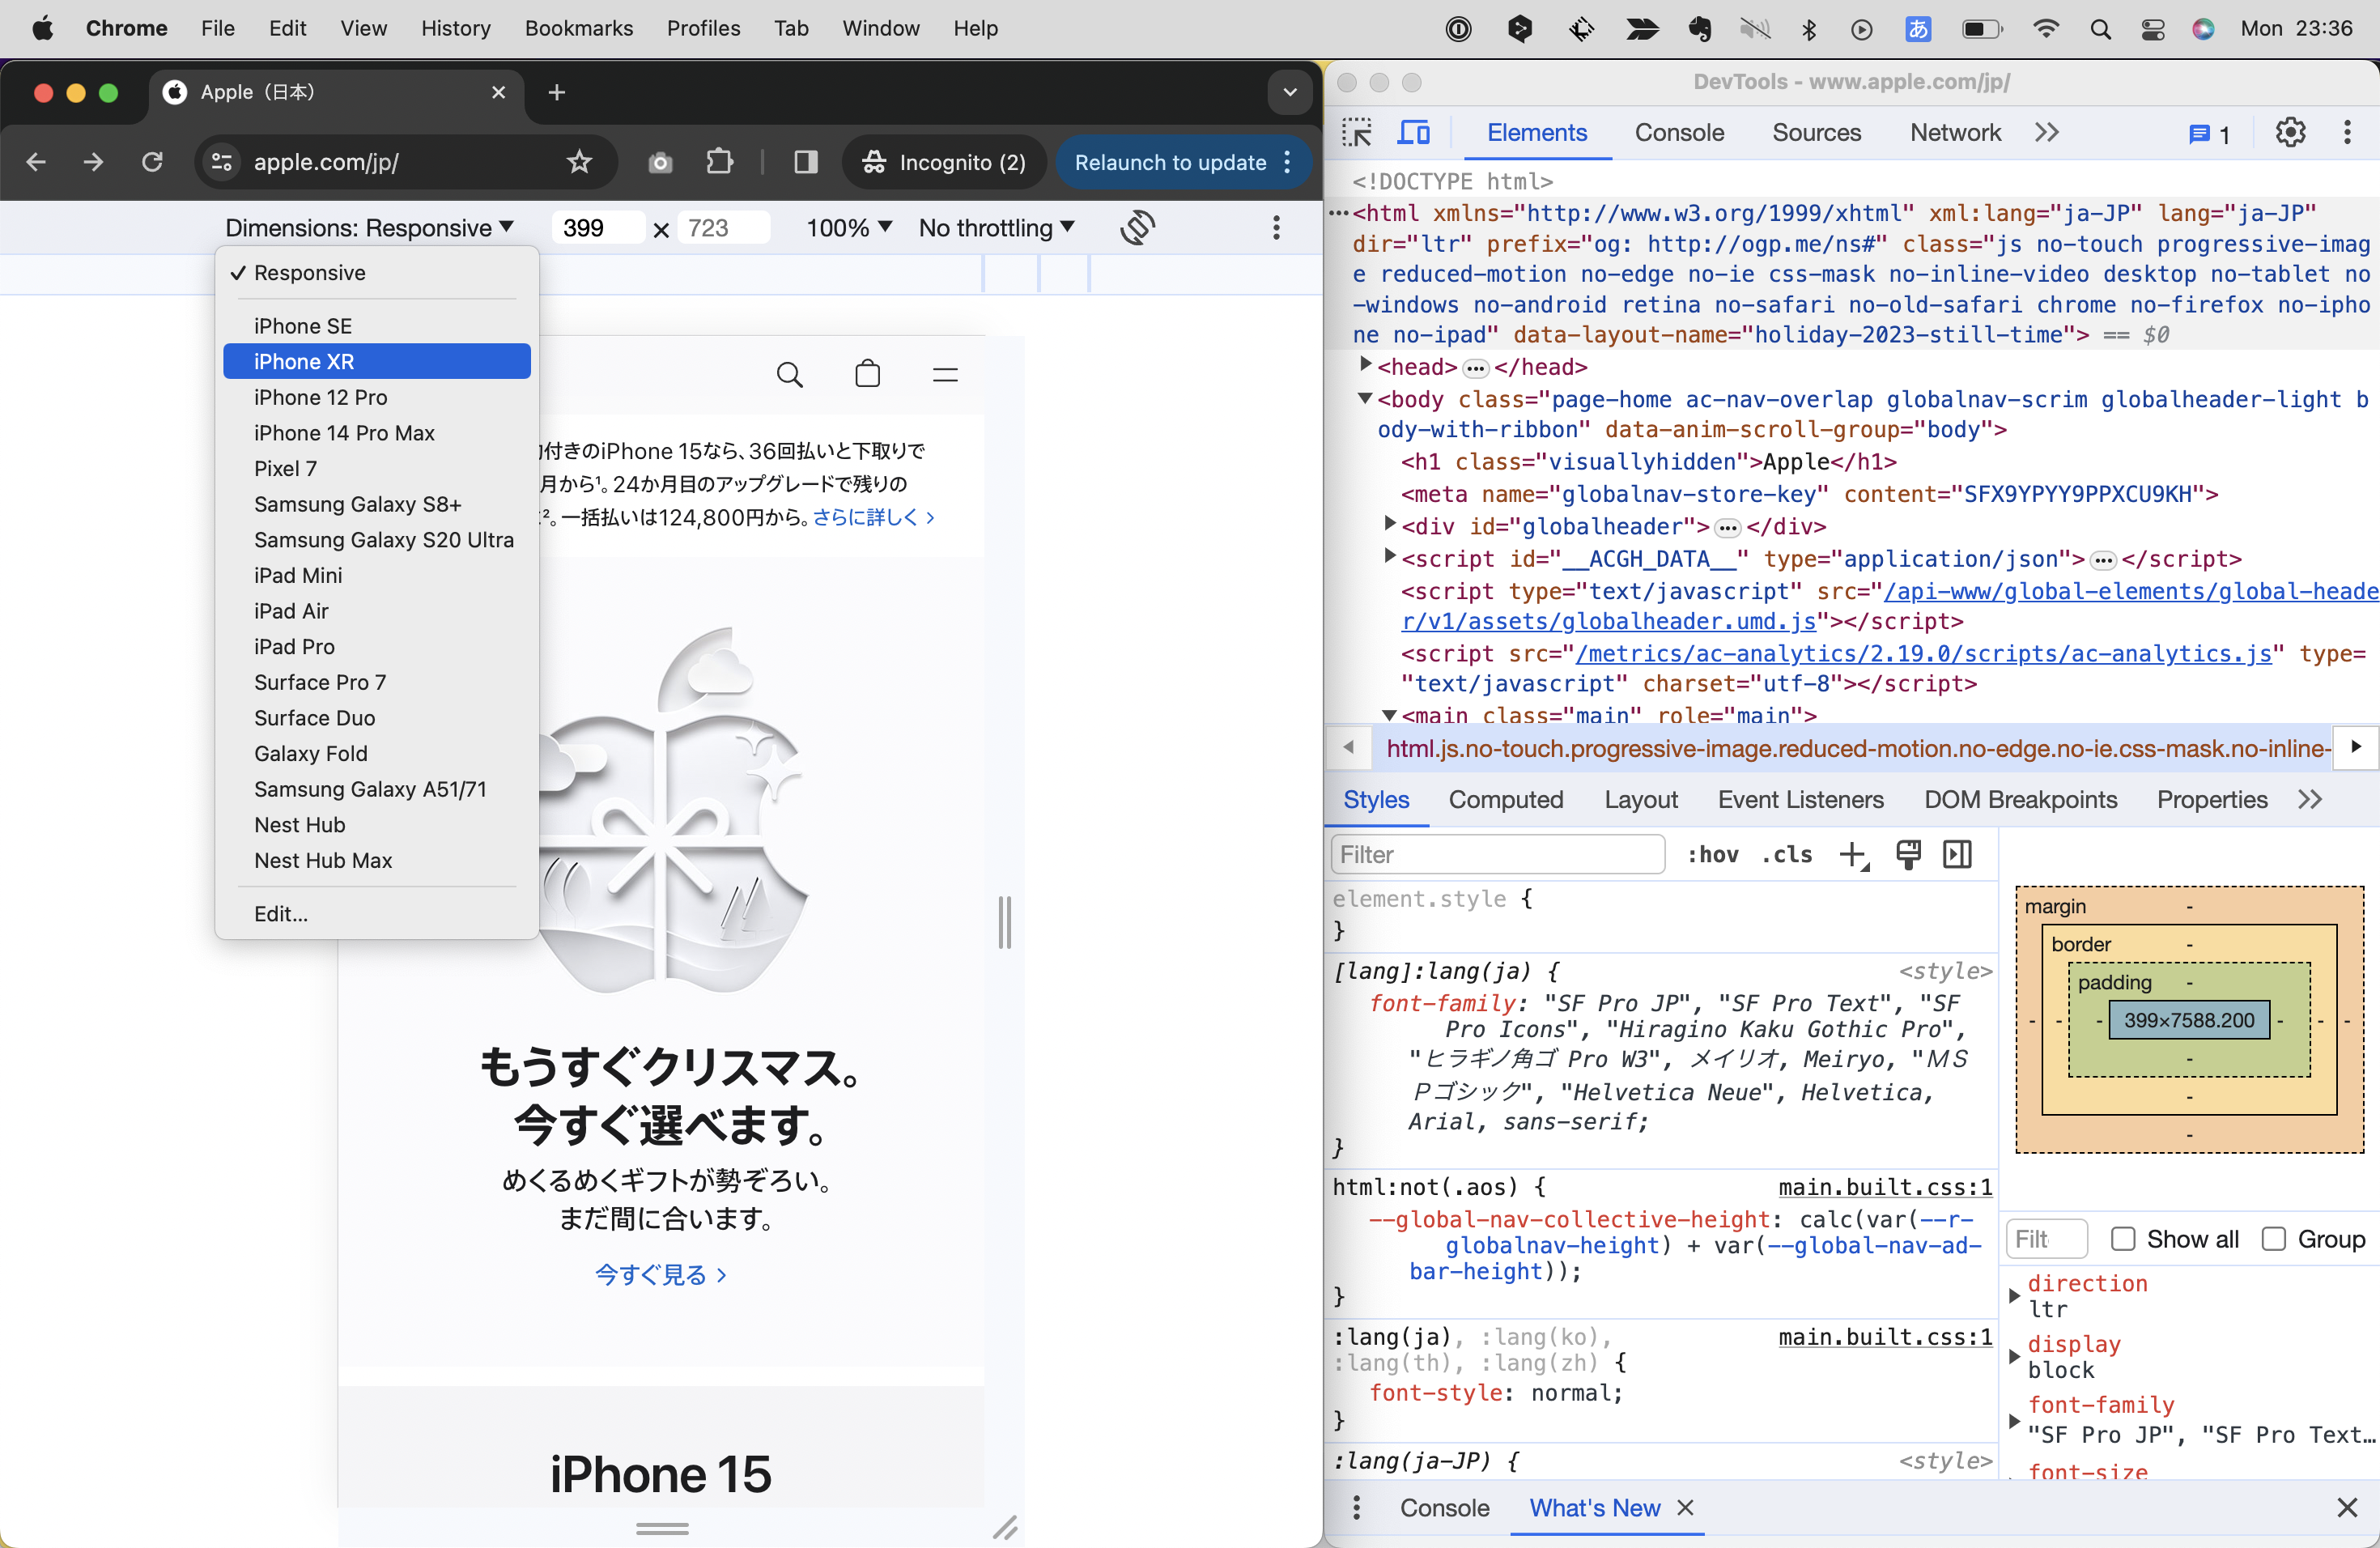 Chrome File Edit View History Bookmarks Profiles Tab Window Help あ Mon 23:36
Apple（日本）
apple.com/jp/ Incognito (2) Relaunch to update
Dimensions: Responsive 399 × 723 100% No throttling
✓ Responsive
iPhone SE
iPhone XR
iPhone 12 Pro
iPhone 14 Pro Max
Pixel 7
Samsung Galaxy S8+
Samsung Galaxy S20 Ultra
iPad Mini
iPad Air
iPad Pro
Surface Pro 7
Surface Duo
Galaxy Fold
Samsung Galaxy A51/71
Nest Hub
Nest Hub Max
Edit...
付きのiPhone 15なら、36回払いと下取りで
月から¹。24か月目のアップグレードで残りの
²。一括払いは124,800円から。さらに詳しく >
もうすぐクリスマス。
今すぐ選べます。
めくるめくギフトが勢ぞろい。
まだ間に合います。
今すぐ見る >
iPhone 15
DevTools - www.apple.com/jp/
Elements Console Sources Network 1
<!DOCTYPE html>
<html xmlns="http://www.w3.org/1999/xhtml" xml:lang="ja-JP" lang="ja-JP"
dir="ltr" prefix="og: http://ogp.me/ns#" class="js no-touch progressive-imag
e reduced-motion no-edge no-ie css-mask no-inline-video desktop no-tablet no
-windows no-android retina no-safari no-old-safari chrome no-firefox no-ipho
ne no-ipad" data-layout-name="holiday-2023-still-time"> == $0
<head>…</head>
<body class="page-home ac-nav-overlap globalnav-scrim globalheader-light b
ody-with-ribbon" data-anim-scroll-group="body">
<h1 class="visuallyhidden">Apple</h1>
<meta name="globalnav-store-key" content="SFX9YPYY9PPXCU9KH">
<div id="globalheader">…</div>
<script id="__ACGH_DATA__" type="application/json">…</script>
<script type="text/javascript" src="/api-www/global-elements/global-heade
r/v1/assets/globalheader.umd.js"></script>
<script src="/metrics/ac-analytics/2.19.0/scripts/ac-analytics.js" type=
"text/javascript" charset="utf-8"></script>
<main class="main" role="main">
html.js.no-touch.progressive-image.reduced-motion.no-edge.no-ie.css-mask.no-inline-
Styles Computed Layout Event Listeners DOM Breakpoints Properties
Filter :hov .cls
element.style {
}
[lang]:lang(ja) { <style>
font-family: "SF Pro JP", "SF Pro Text", "SF
Pro Icons", "Hiragino Kaku Gothic Pro",
"ヒラギノ角ゴ Pro W3", メイリオ, Meiryo, "ＭＳ
Ｐゴシック", "Helvetica Neue", Helvetica,
Arial, sans-serif;
}
html:not(.aos) { main.built.css:1
--global-nav-collective-height: calc(var(--r-
globalnav-height) + var(--global-nav-ad-
bar-height));
}
:lang(ja), :lang(ko), main.built.css:1
:lang(th), :lang(zh) {
font-style: normal;
}
:lang(ja-JP) { <style>
margin -
border -
padding -
- - - 399×7588.200 - - -
-
-
-
Filt Show all Group
direction
ltr
display
block
font-family
"SF Pro JP", "SF Pro Text…
font-size
Console What's New